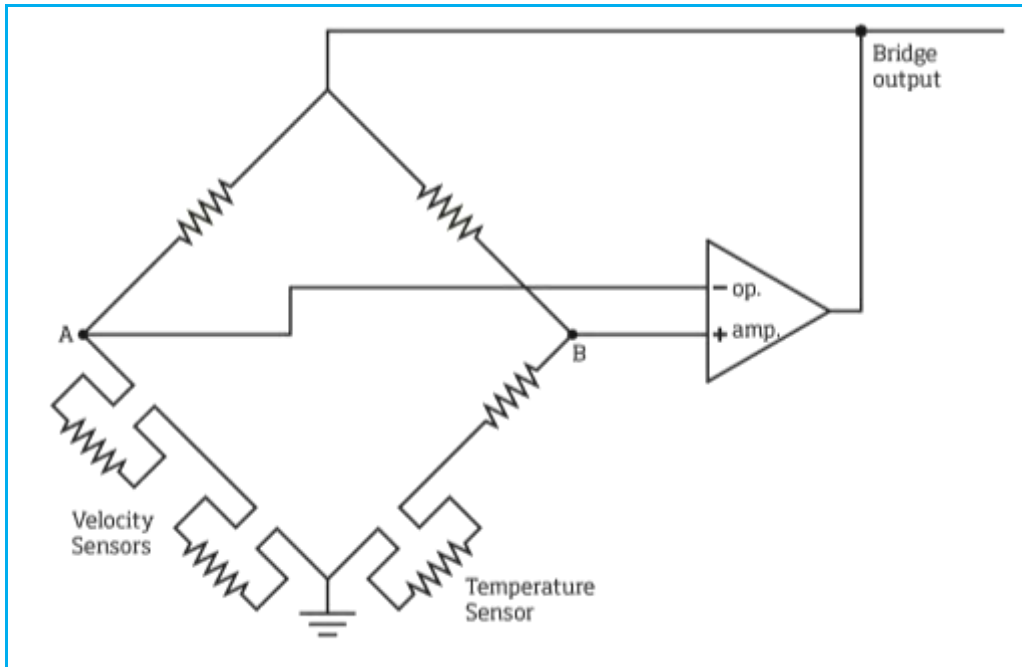 Bridge
output
− op.
A
+ amp.
B
Velocity
Sensors
Temperature
Sensor